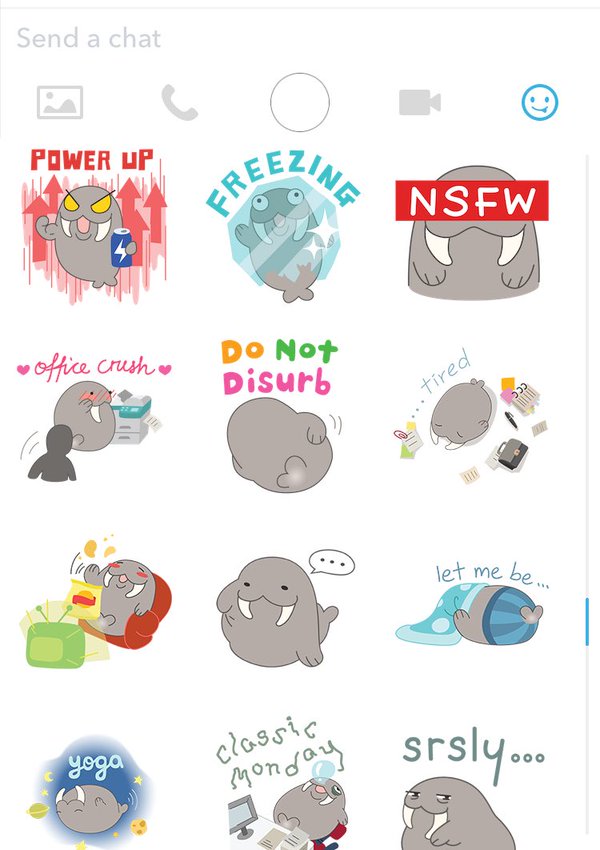 Send a chat
POWER UP
FREEZING
NSFW
office crush
Do Not
Disurb
....tired
...
let me be...
yoga
classic
monday
srsly...